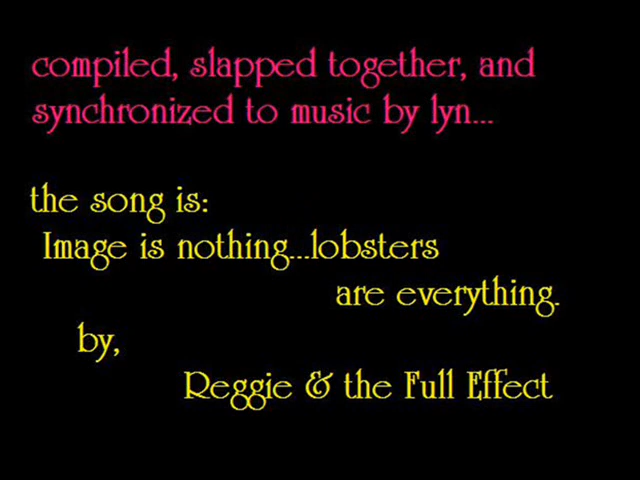 compiled, slapped together, and
synchronized to music by lyn...
the song is:
Image is nothing...lobsters
are everything.
by,
Reggie & the Full Effect